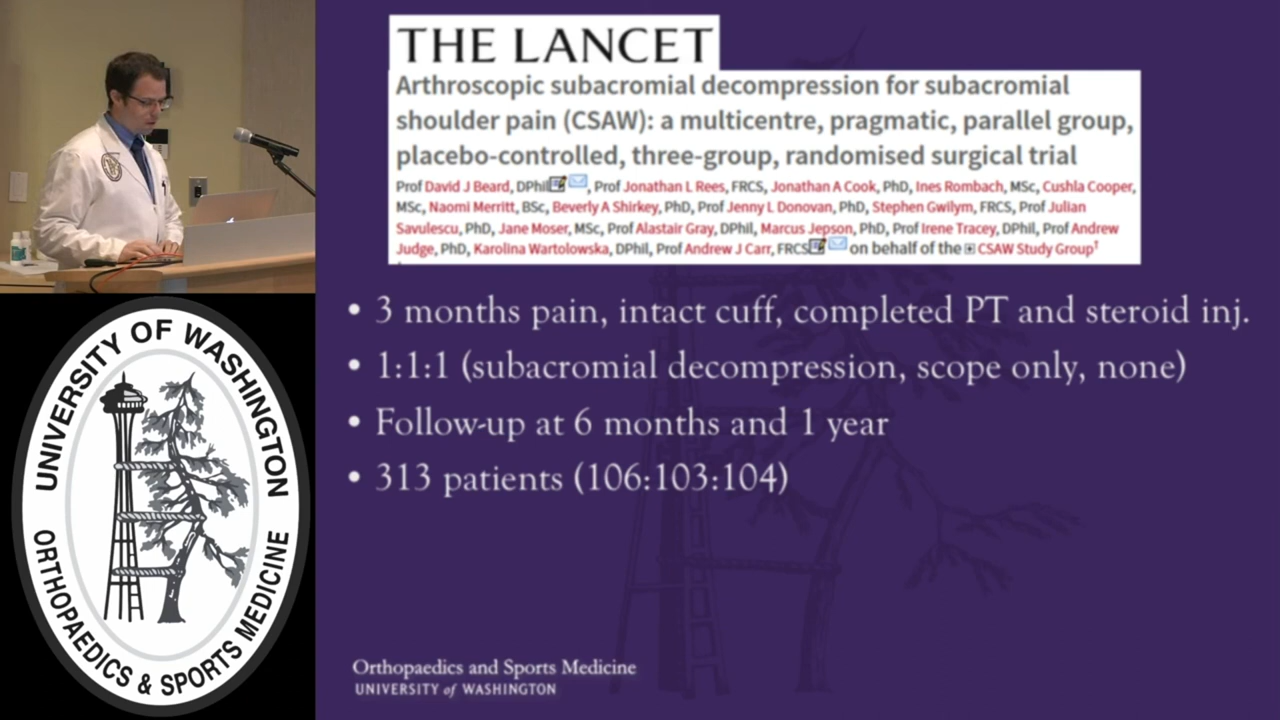 THE LANCET
Arthroscopic subacromial decompression for subacromial
shoulder pain (CSAW): a multicentre, pragmatic, parallel group,
placebo-controlled, three-group, randomised surgical trial
Prof David J Beard, DPhil, Prof Jonathan L Rees, FRCS, Jonathan A Cook, PhD, Ines Rombach, MSc, Cushla Cooper,
MSc, Naomi Merritt, BSc, Beverly A Shirkey, PhD, Prof Jenny L Donovan, PhD, Stephen Gwilym, FRCS, Prof Julian
Savulescu, PhD, Jane Moser, MSc, Prof Alastair Gray, DPhil, Marcus Jepson, PhD, Prof Irene Tracey, DPhil, Prof Andrew
Judge, PhD, Karolina Wartolowska, DPhil, Prof Andrew J Carr, FRCS on behalf of the CSAW Study Group†
• 3 months pain, intact cuff, completed PT and steroid inj.
• 1:1:1 (subacromial decompression, scope only, none)
• Follow-up at 6 months and 1 year
• 313 patients (106:103:104)
UNIVERSITY OF WASHINGTON
ORTHOPAEDICS & SPORTS MEDICINE
Orthopaedics and Sports Medicine
UNIVERSITY of WASHINGTON